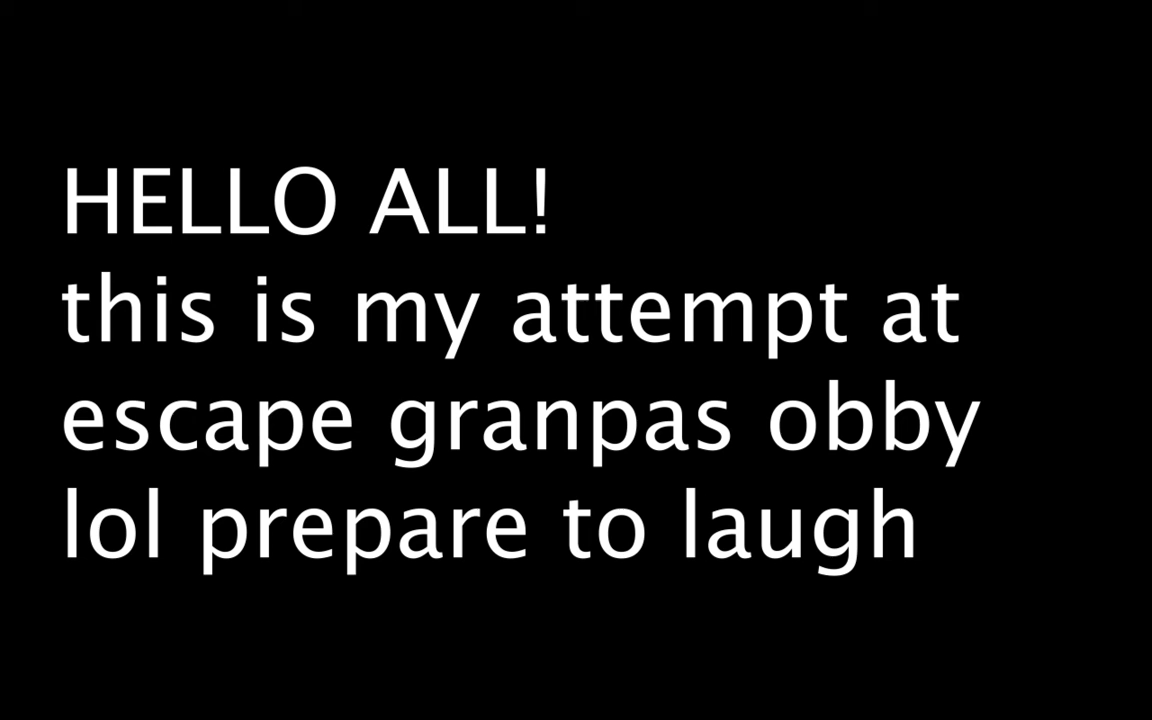 HELLO ALL!
this is my attempt at
escape granpas obby
lol prepare to laugh